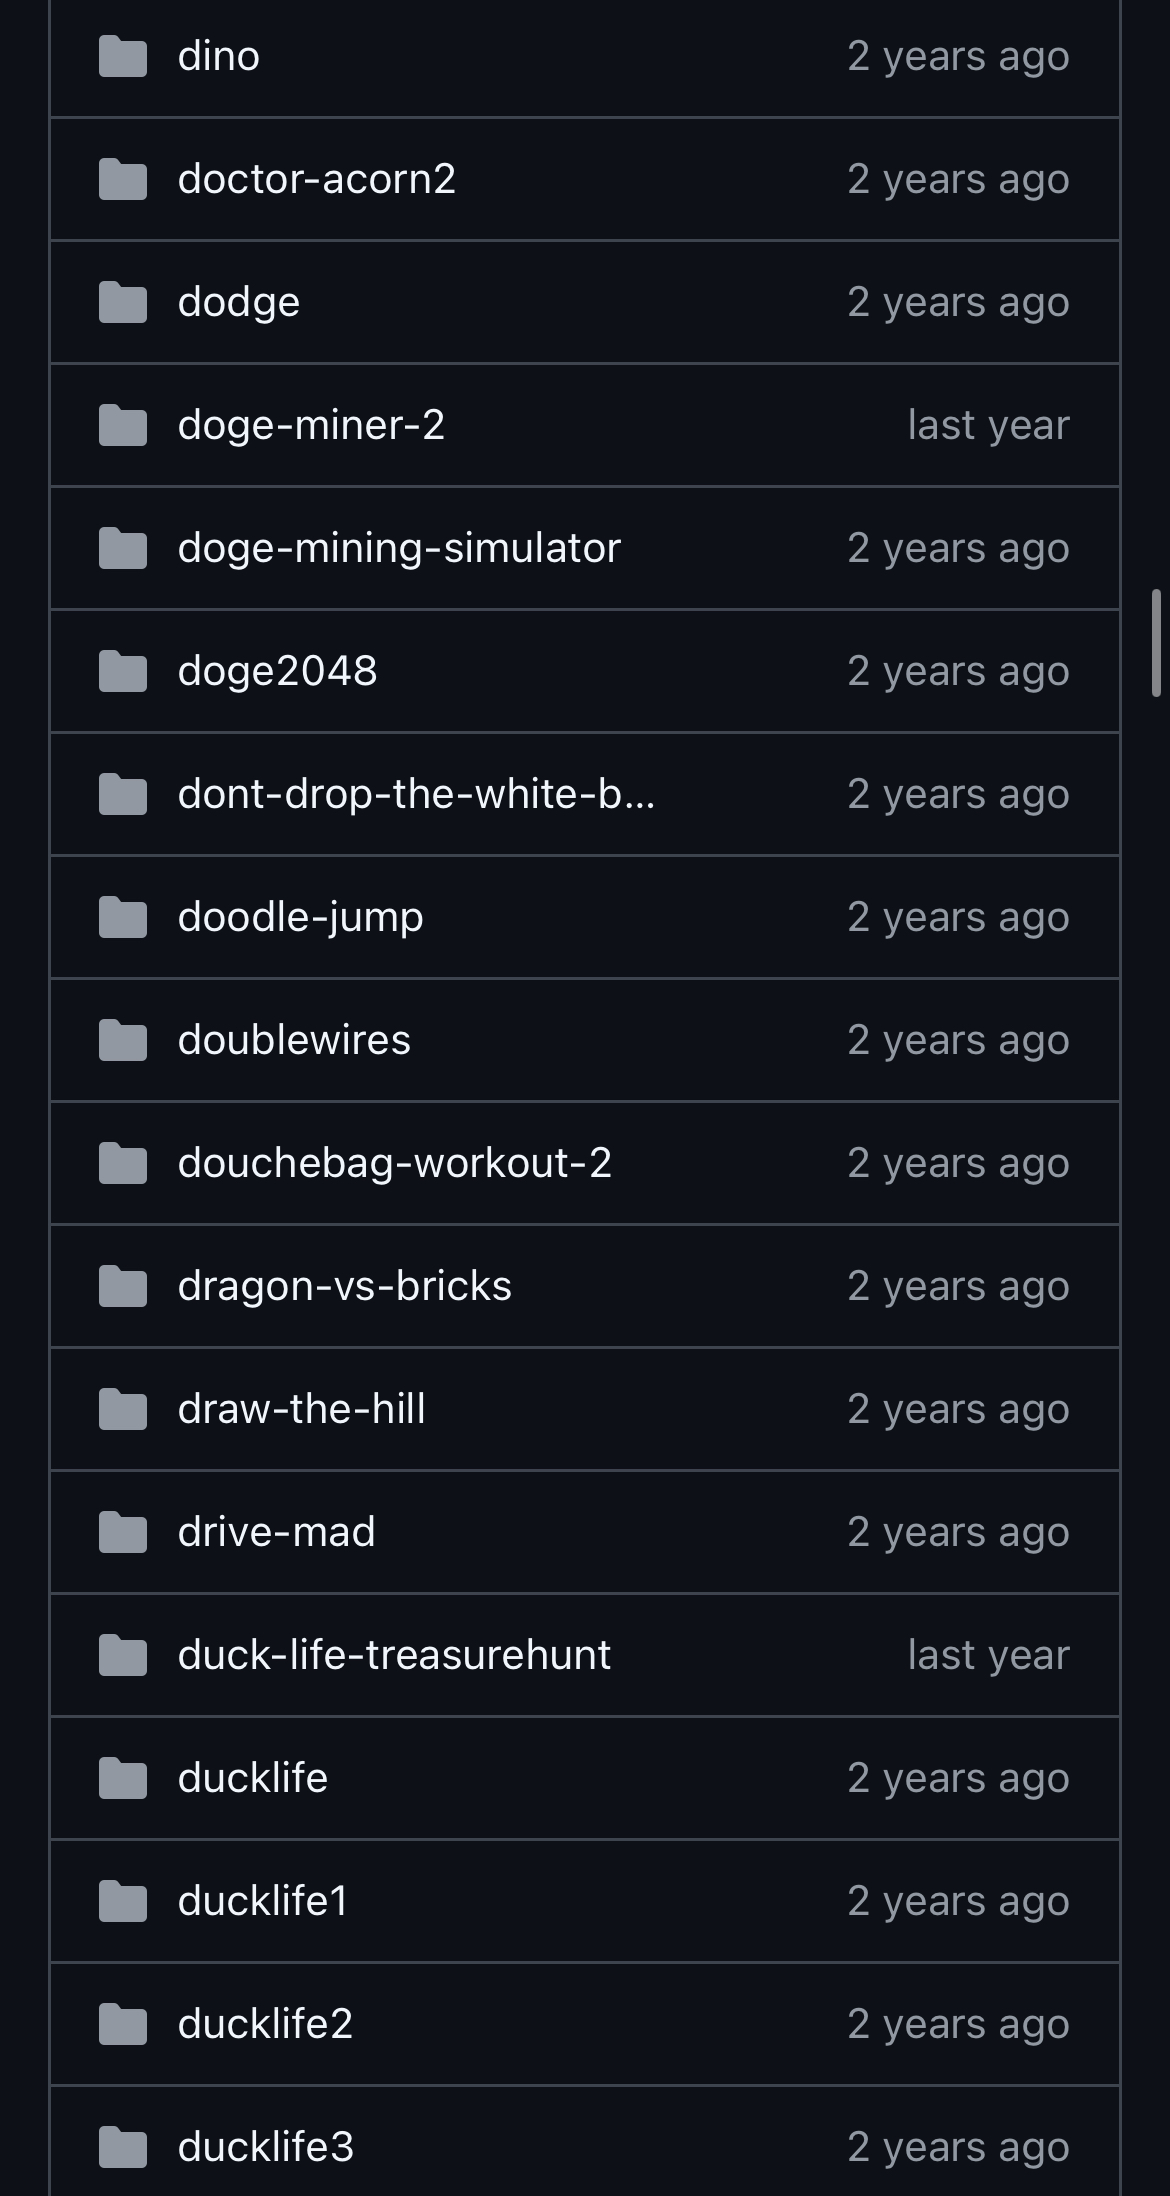 dino 2 years ago
doctor-acorn2 2 years ago
dodge 2 years ago
doge-miner-2 last year
doge-mining-simulator 2 years ago
doge2048 2 years ago
dont-drop-the-white-b... 2 years ago
doodle-jump 2 years ago
doublewires 2 years ago
douchebag-workout-2 2 years ago
dragon-vs-bricks 2 years ago
draw-the-hill 2 years ago
drive-mad 2 years ago
duck-life-treasurehunt last year
ducklife 2 years ago
ducklife1 2 years ago
ducklife2 2 years ago
ducklife3 2 years ago